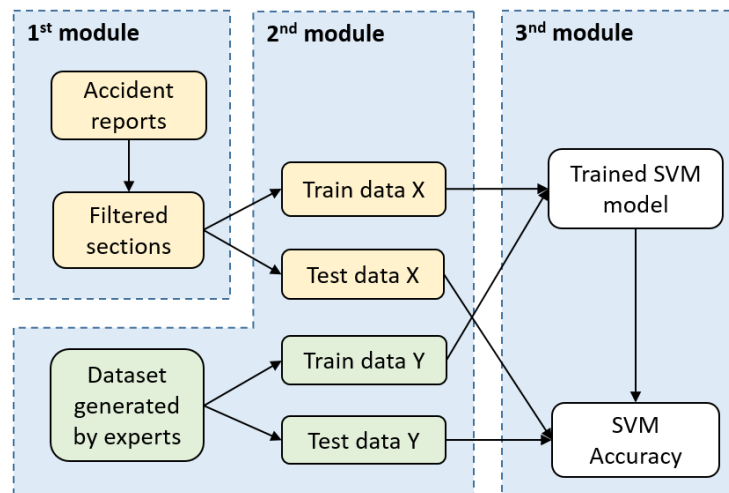 1st module
Accident
reports
Filtered
sections
2nd module
Train data X
Test data X
Dataset
generated
by experts
Train data Y
Test data Y
3nd module
Trained SVM
model
SVM
Accuracy